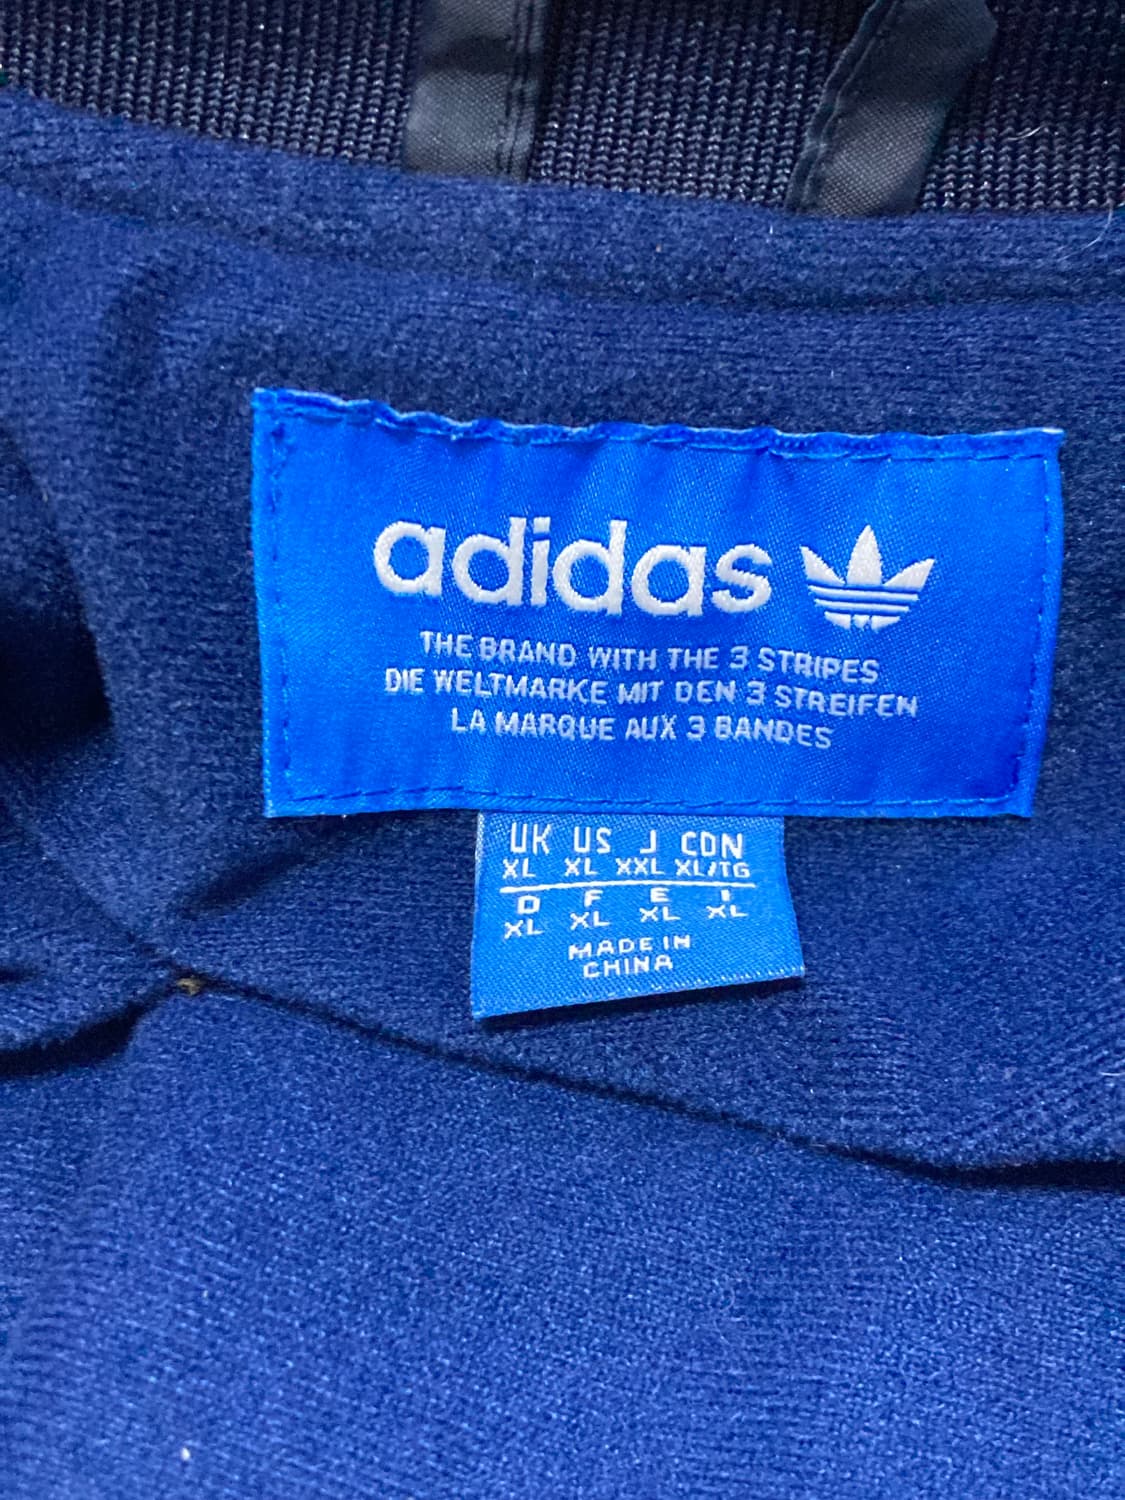 adidas
THE BRAND WITH THE 3 STRIPES
DIE WELTMARKE MIT DEN 3 STREIFEN
LA MARQUE AUX 3 BANDES
UK US J CDN
XL XL XXL XL/TG
D F E I
XL XL XL XL
MADE IN
CHINA